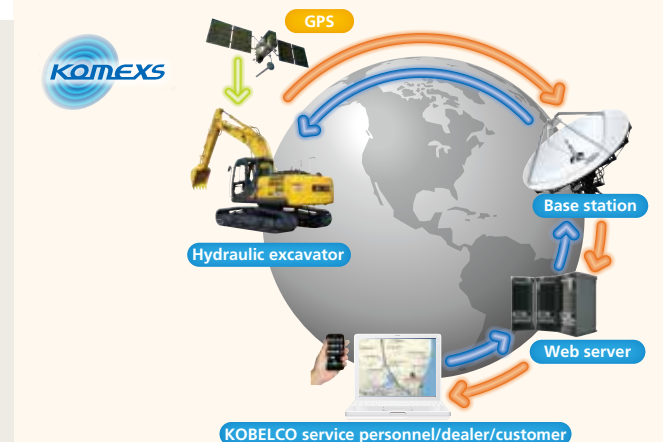 GPS
KOMEXS
Base station
Hydraulic excavator
Web server
KOBELCO service personnel/dealer/customer